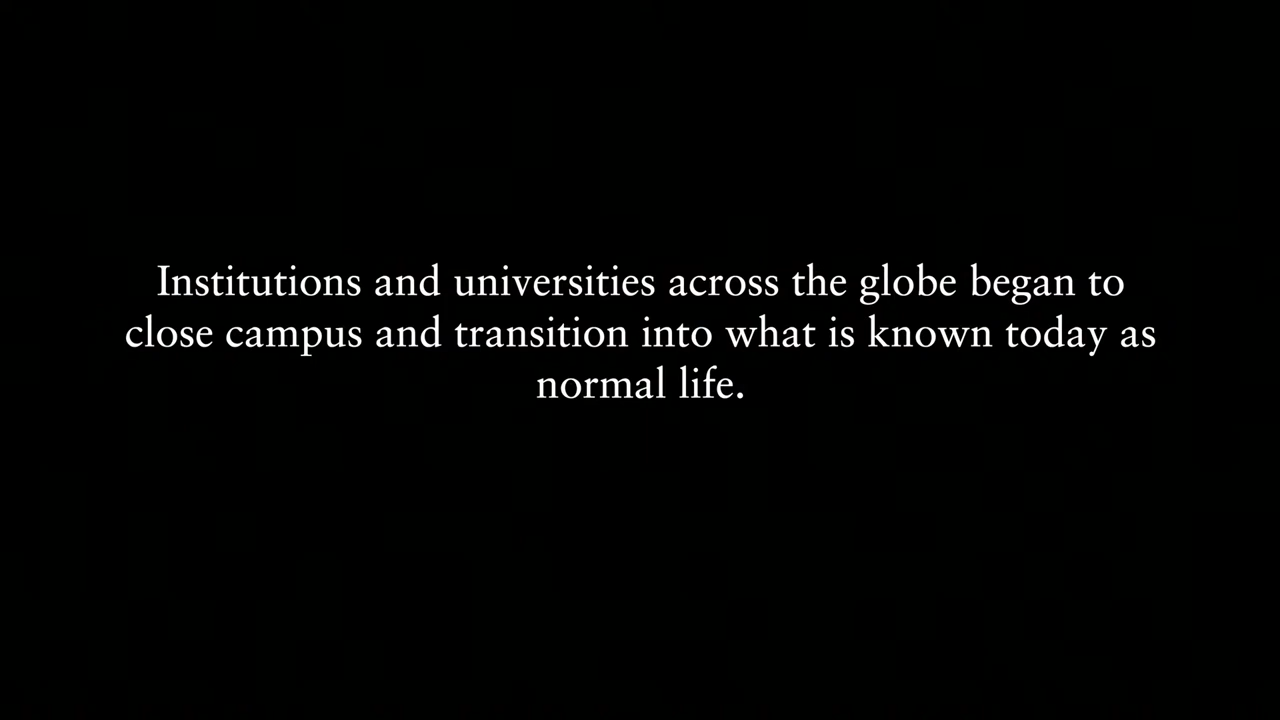 Institutions and universities across the globe began to
close campus and transition into what is known today as
normal life.